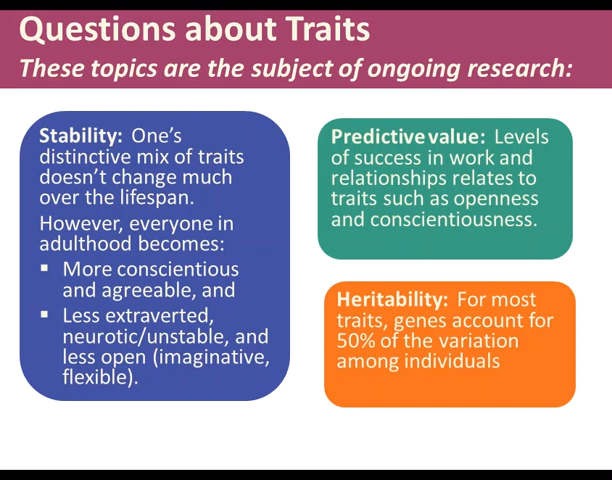 Questions about Traits
These topics are the subject of ongoing research:
Stability: One's
distinctive mix of traits
doesn't change much
over the lifespan.
However, everyone in
adulthood becomes:
▪ More conscientious
and agreeable, and
▪ Less extraverted,
neurotic/unstable, and
less open (imaginative,
flexible).
Predictive value: Levels
of success in work and
relationships relates to
traits such as openness
and conscientiousness.
Heritability: For most
traits, genes account for
50% of the variation
among individuals